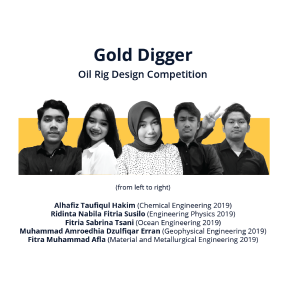 Gold Digger
Oil Rig Design Competition
(from left to right)
Alhafiz Taufiqul Hakim (Chemical Engineering 2019)
Ridinta Nabila Fitria Susilo (Engineering Physics 2019)
Fitria Sabrina Tsani (Ocean Engineering 2019)
Muhammad Amroedhia Dzulfiqar Erran (Geophysical Engineering 2019)
Fitra Muhammad Afla (Material and Metallurgical Engineering 2019)